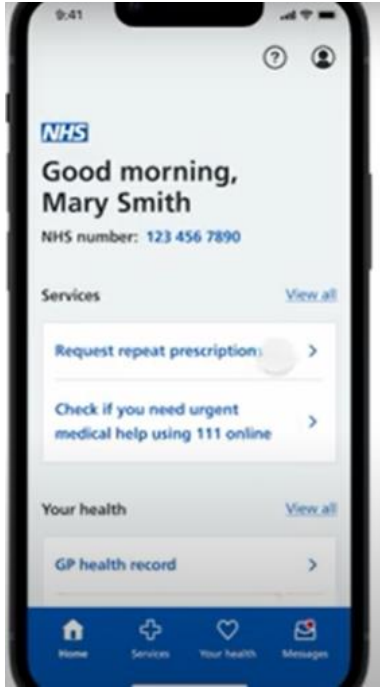 9:41
NHS
Good morning,
Mary Smith
NHS number: 123 456 7890
Services View all
Request repeat prescriptions
Check if you need urgent
medical help using 111 online
Your health View all
GP health record
Home Services Your health Messages